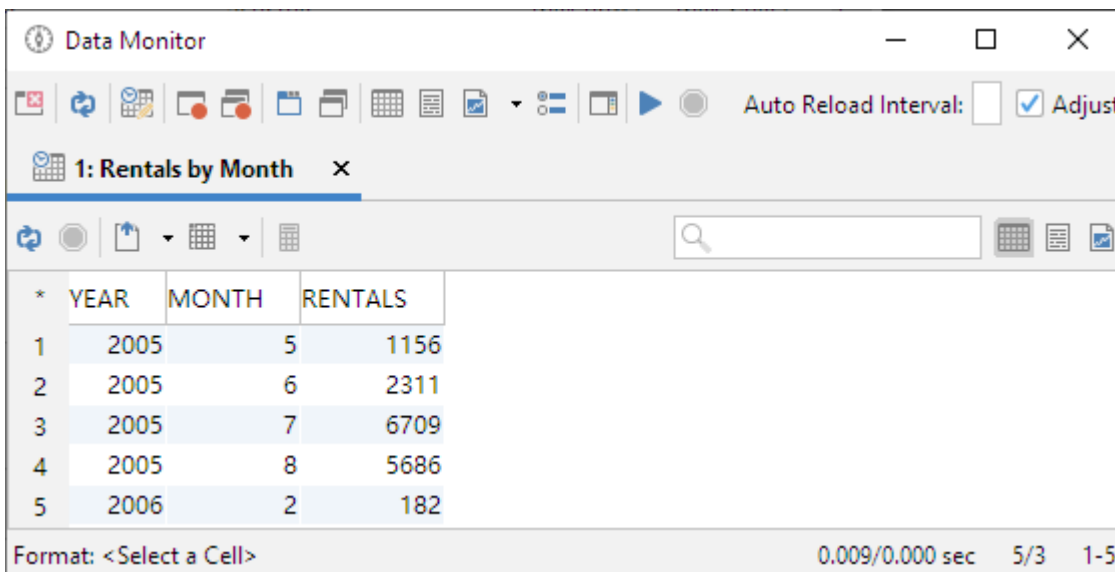 Data Monitor
Auto Reload Interval: Adjust
1: Rentals by Month
* YEAR MONTH RENTALS
1 2005 5 1156
2 2005 6 2311
3 2005 7 6709
4 2005 8 5686
5 2006 2 182
Format: <Select a Cell> 0.009/0.000 sec 5/3 1-5